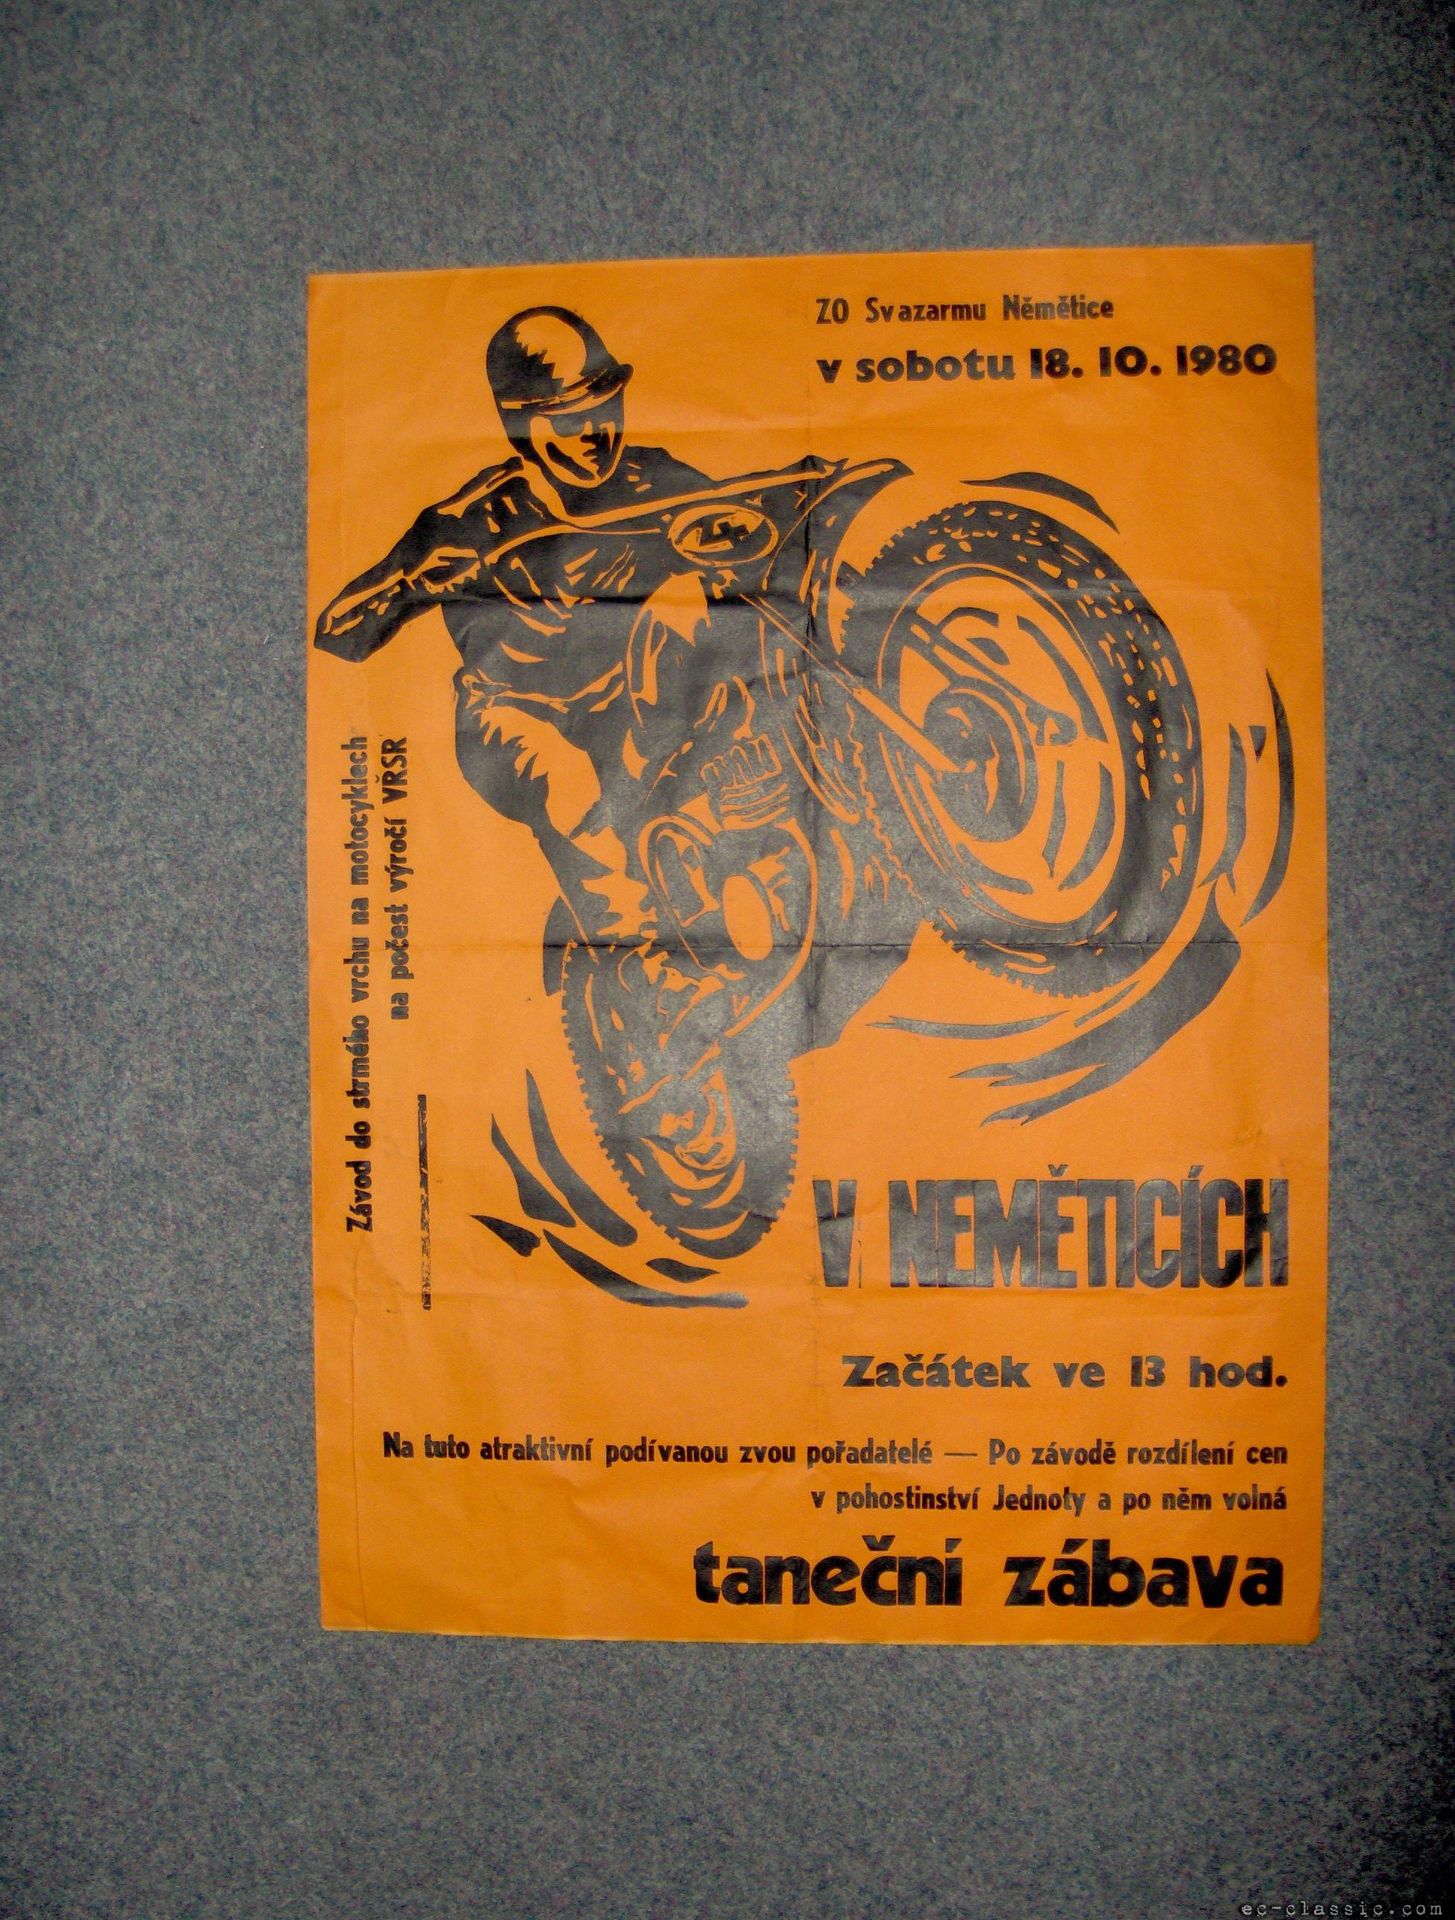 ZO Svazarmu Němětice
v sobotu 18. 10. 1980
Závod do strmého vrchu na motocyklech
na počest výročí VŘSR
V NEMĚTICÍCH
Začátek ve 13 hod.
Na tuto atraktivní podívanou zvou pořadatelé — Po závodě rozdílení cen
v pohostinství Jednoty a po něm volná
taneční zábava
ec-classic.com